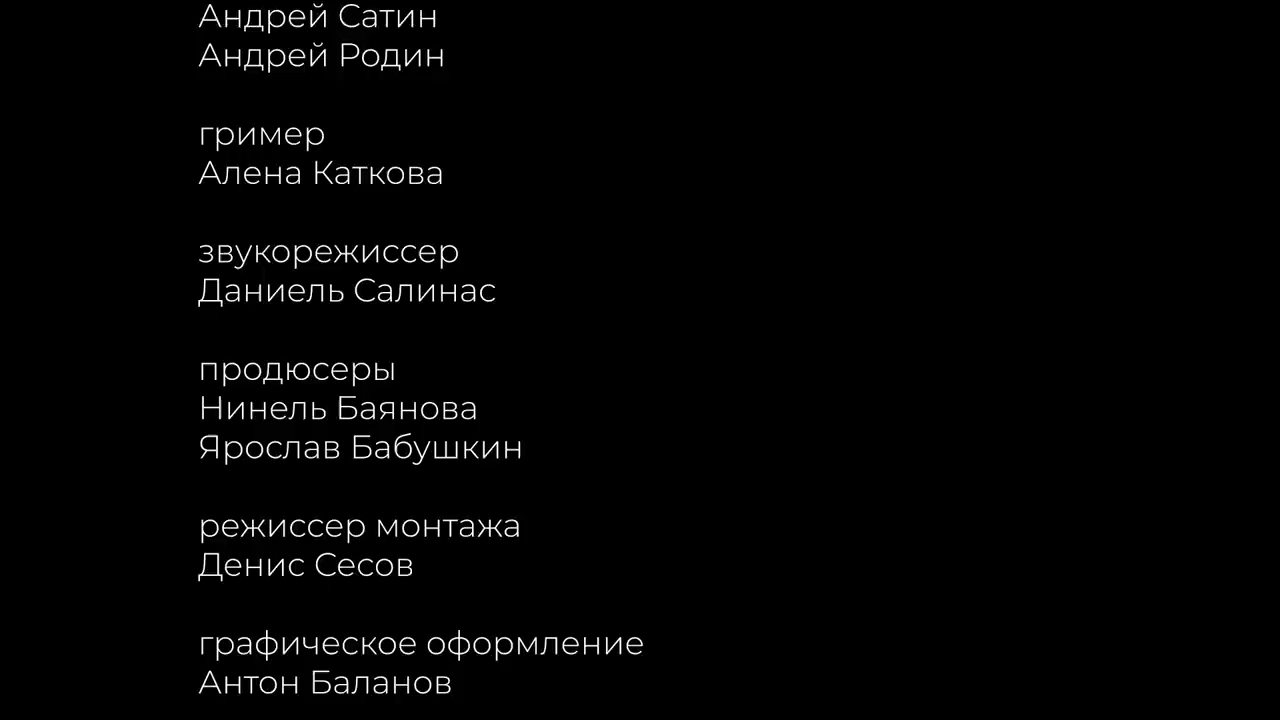 Андрей Сатин
Андрей Родин
гример
Алена Каткова
звукорежиссер
Даниель Салинас
продюсеры
Нинель Баянова
Ярослав Бабушкин
режиссер монтажа
Денис Сесов
графическое оформление
Антон Баланов